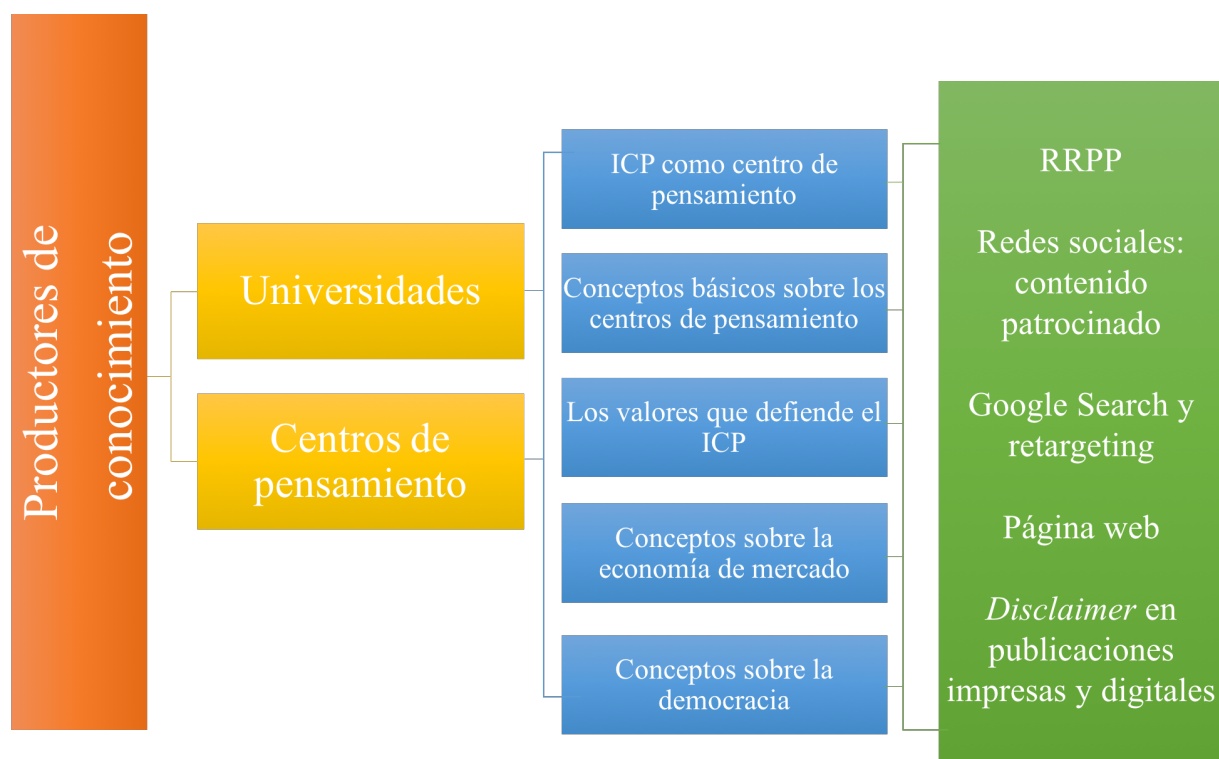 Productores de
conocimiento
Universidades
Centros de
pensamiento
ICP como centro de
pensamiento
Conceptos básicos sobre los
centros de pensamiento
Los valores que defiende el
ICP
Conceptos sobre la
economía de mercado
Conceptos sobre la
democracia
RRPP
Redes sociales:
contenido
patrocinado
Google Search y
retargeting
Página web
Disclaimer en
publicaciones
impresas y digitales